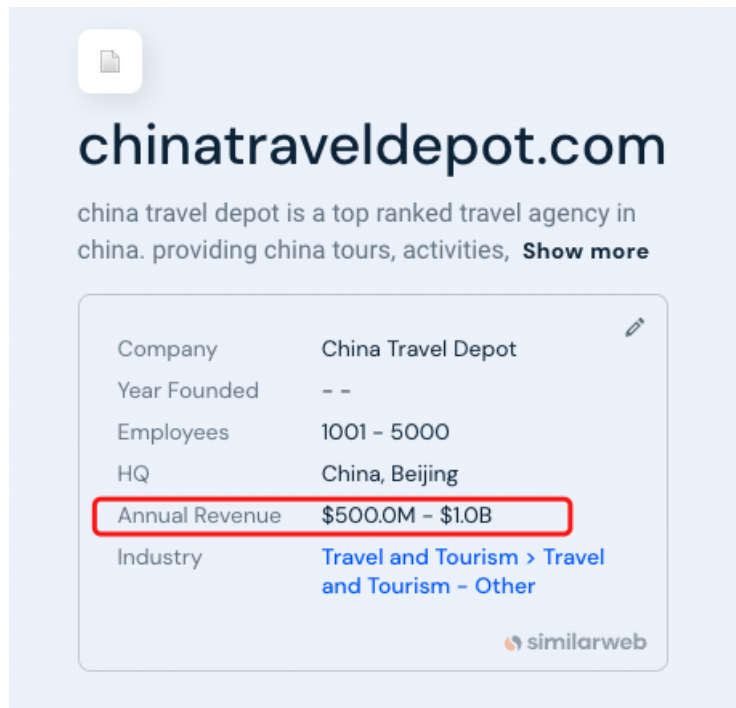 chinatraveldepot.com
china travel depot is a top ranked travel agency in
china. providing china tours, activities, Show more
Company China Travel Depot
Year Founded - -
Employees 1001 - 5000
HQ China, Beijing
Annual Revenue $500.0M - $1.0B
Industry Travel and Tourism > Travel
and Tourism - Other
similarweb